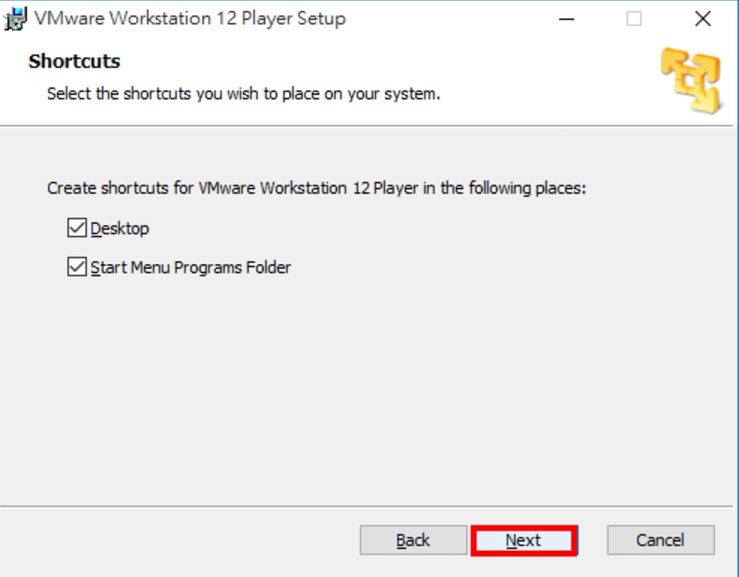 VMware Workstation 12 Player Setup
Shortcuts
Select the shortcuts you wish to place on your system.
Create shortcuts for VMware Workstation 12 Player in the following places:
Desktop
Start Menu Programs Folder
Back Next Cancel